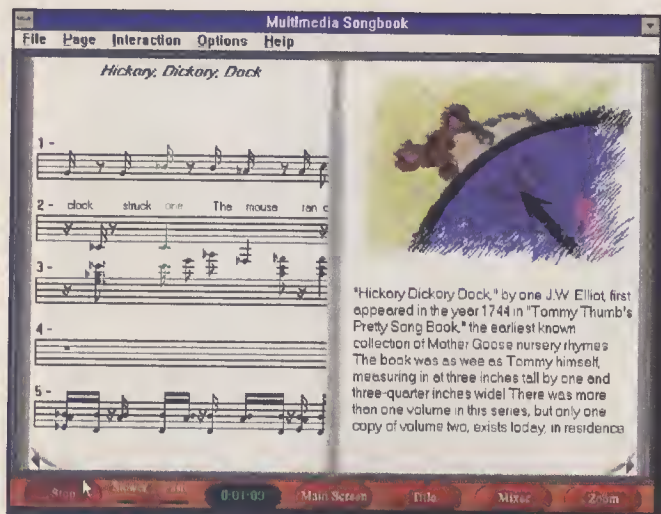 Multimedia Songbook
File Page Interaction Options Help
Hickory, Dickory, Dock
1 -
2 - clock struck one The mouse ran
3 -
4 -
5 -
"Hickory Dickory Dock," by one J.W. Elliot, first
appeared in the year 1744 in "Tommy Thumb's
Pretty Song Book," the earliest known
collection of Mother Goose nursery rhymes
The book was as wee as Tommy himself,
measuring in at three inches tall by one and
three-quarter inches wide! There was more
than one volume in this series, but only one
copy of volume two, exists today, in residence
Stop Slower Fast 0:01:09 Main Screen Title Mixer Zoom